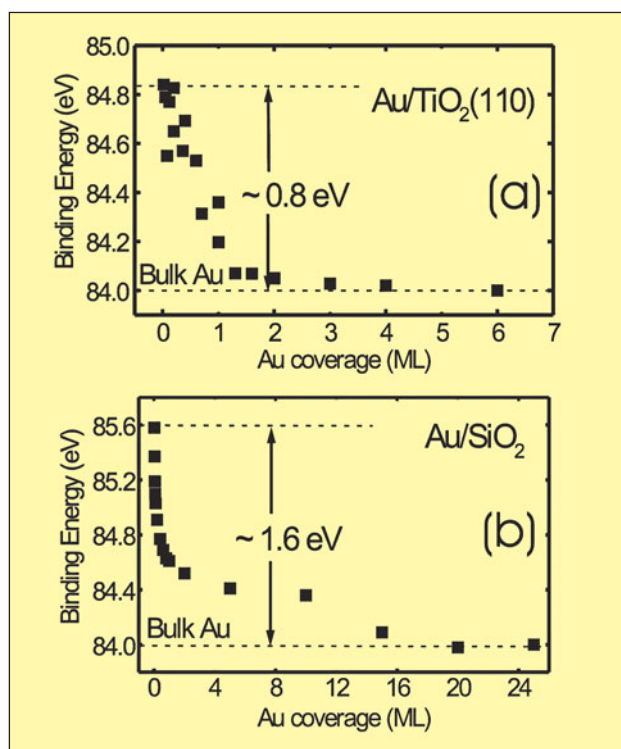 85.0
84.8
84.6
84.4
84.2
84.0
Binding Energy (eV)
Au/TiO₂(110)
(a)
~ 0.8 eV
Bulk Au
0 1 2 3 4 5 6 7
Au coverage (ML)
85.6
85.2
84.8
84.4
84.0
Binding Energy (eV)
Au/SiO₂
(b)
~ 1.6 eV
Bulk Au
0 4 8 12 16 20 24
Au coverage (ML)